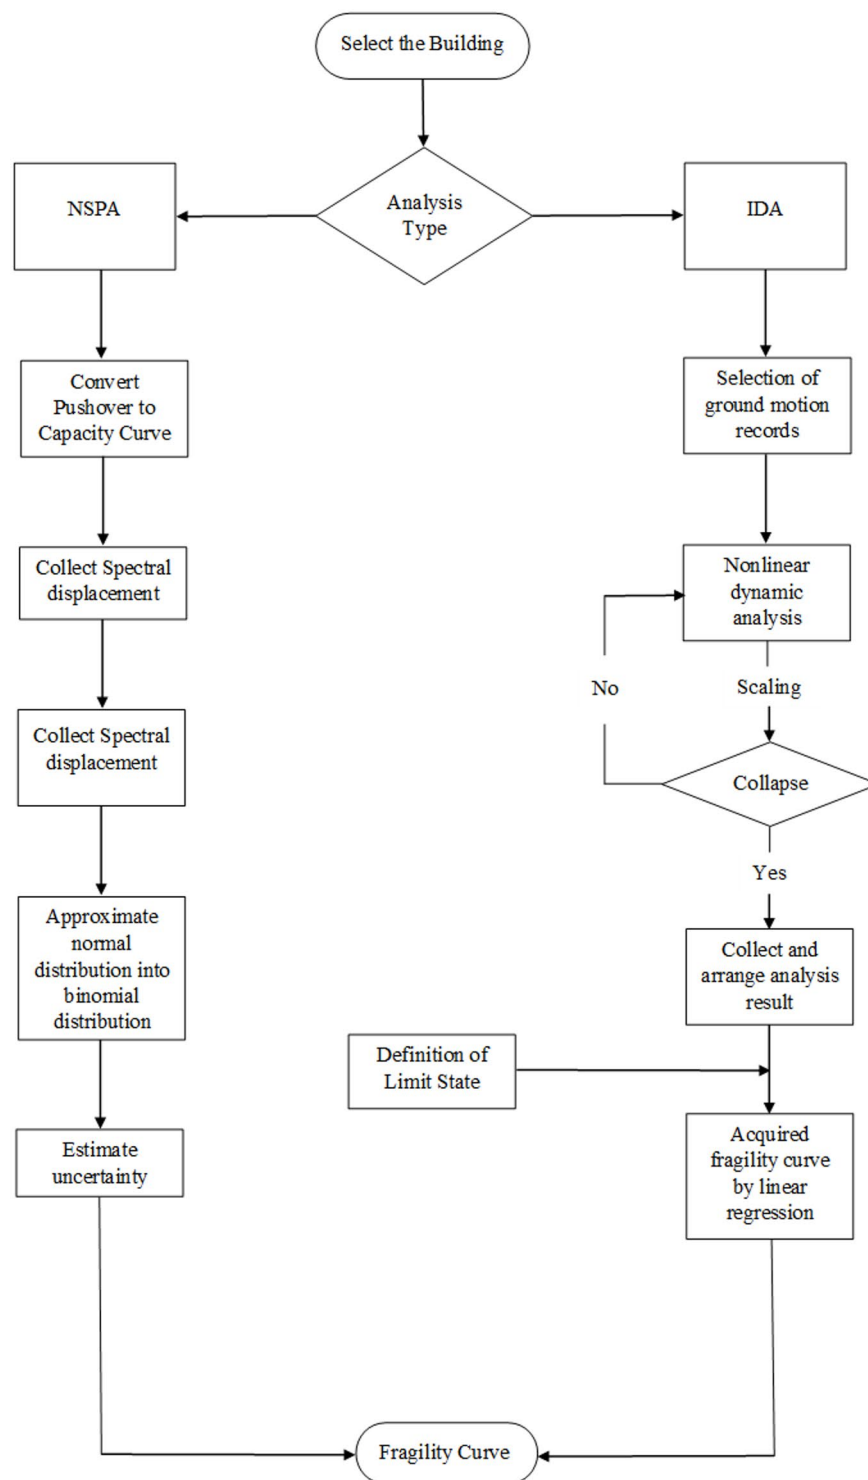 Select the Building
Analysis
Type
NSPA
IDA
Convert
Pushover to
Capacity Curve
Selection of
ground motion
records
Collect Spectral
displacement
Nonlinear
dynamic
analysis
No
Scaling
Collect Spectral
displacement
Collapse
Yes
Approximate
normal
distribution into
binomial
distribution
Collect and
arrange analysis
result
Definition of
Limit State
Estimate
uncertainty
Acquired
fragility curve
by linear
regression
Fragility Curve